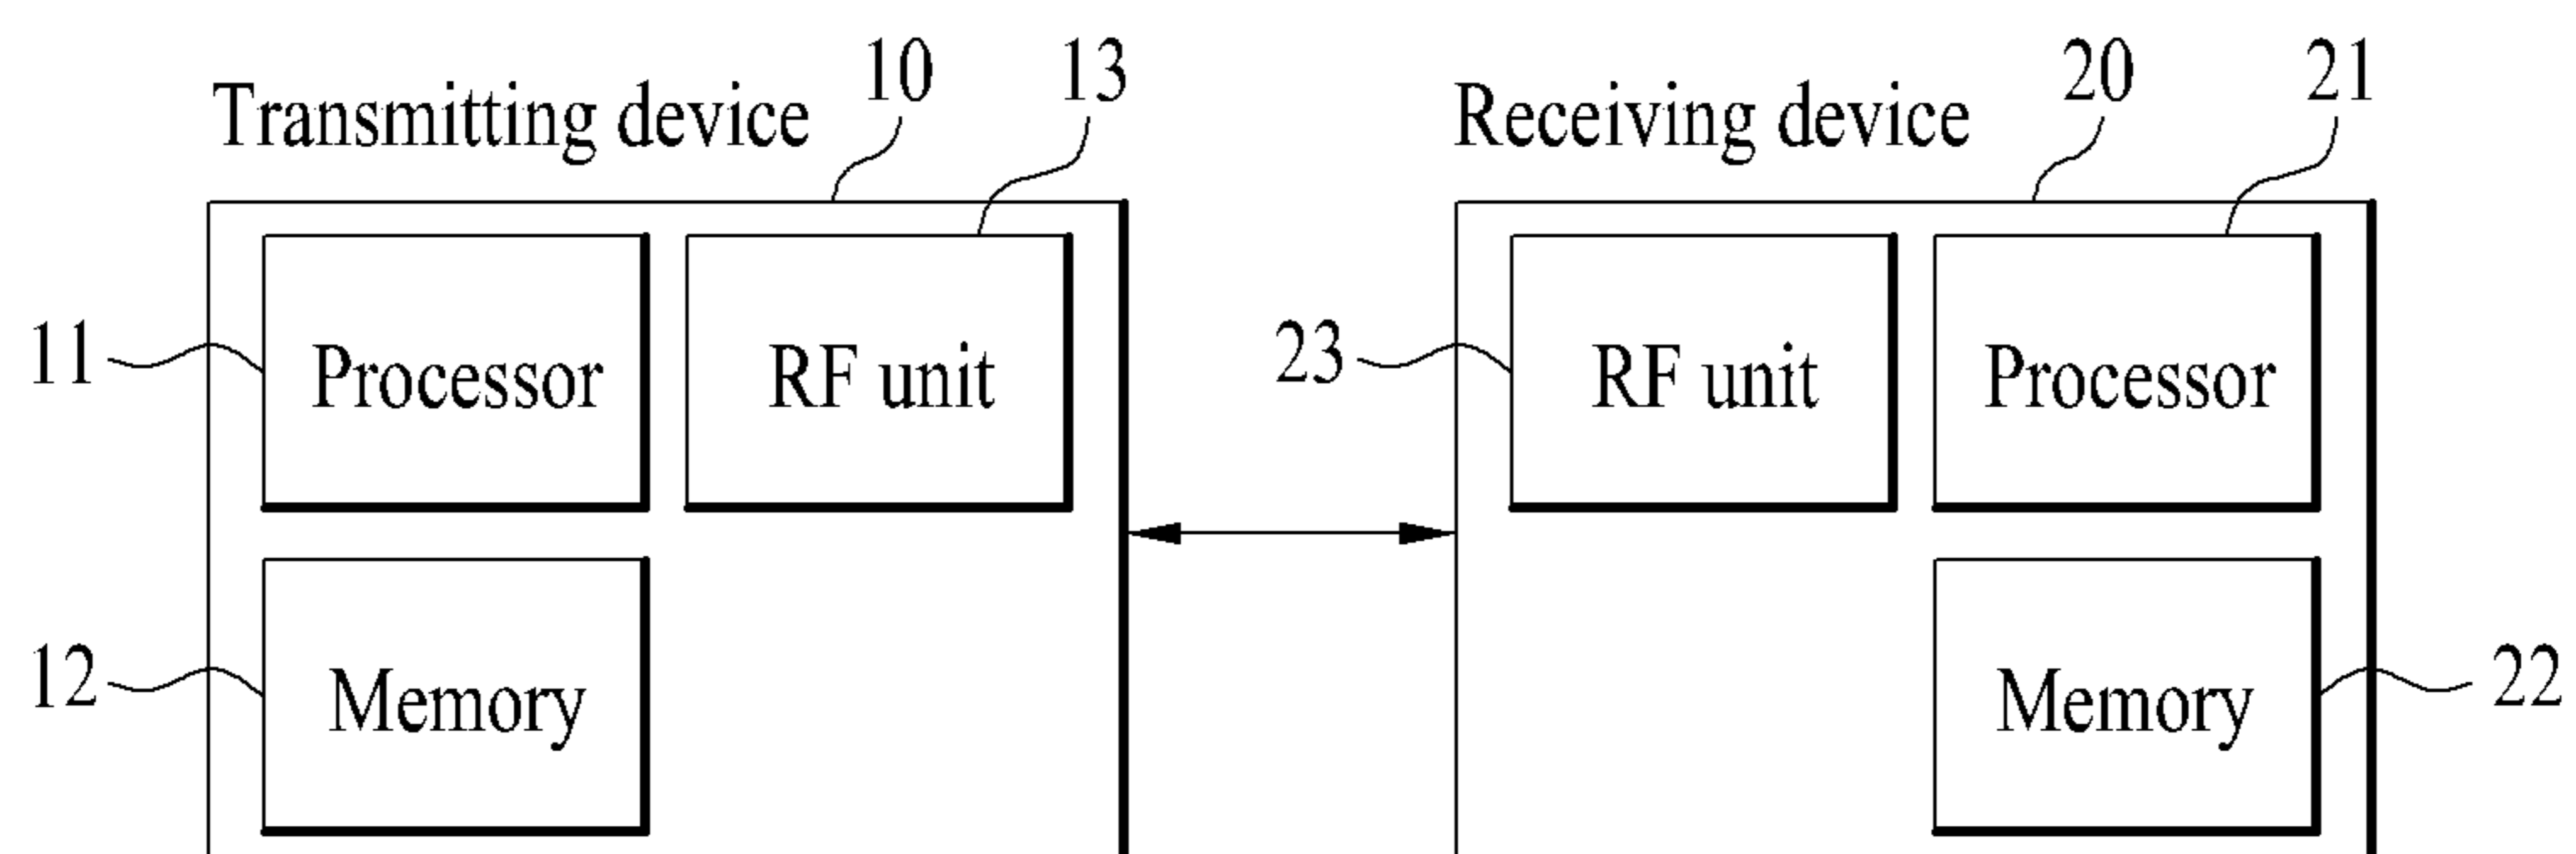 Transmitting device 10 13
Receiving device 20 21
11 Processor RF unit
23 RF unit Processor
12 Memory
Memory 22